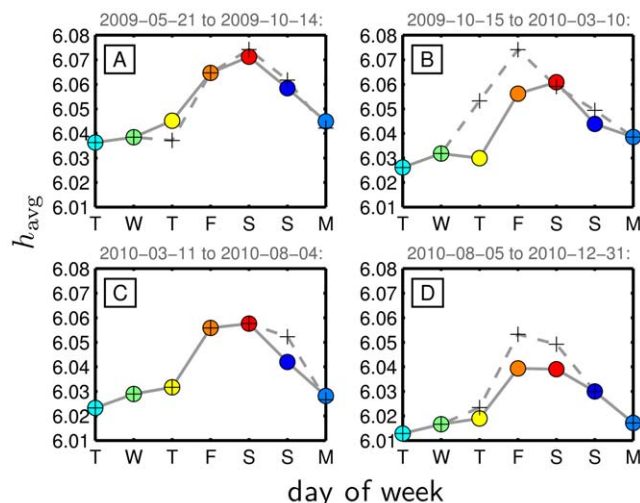 2009−05−21 to 2009−10−14:
A
6.08
6.07
6.06
6.05
6.04
6.03
6.02
6.01
T W T F S S M
2009−10−15 to 2010−03−10:
B
6.08
6.07
6.06
6.05
6.04
6.03
6.02
6.01
T W T F S S M
h_avg
2010−03−11 to 2010−08−04:
C
6.08
6.07
6.06
6.05
6.04
6.03
6.02
6.01
T W T F S S M
2010−08−05 to 2010−12−31:
D
6.08
6.07
6.06
6.05
6.04
6.03
6.02
6.01
T W T F S S M
day of week